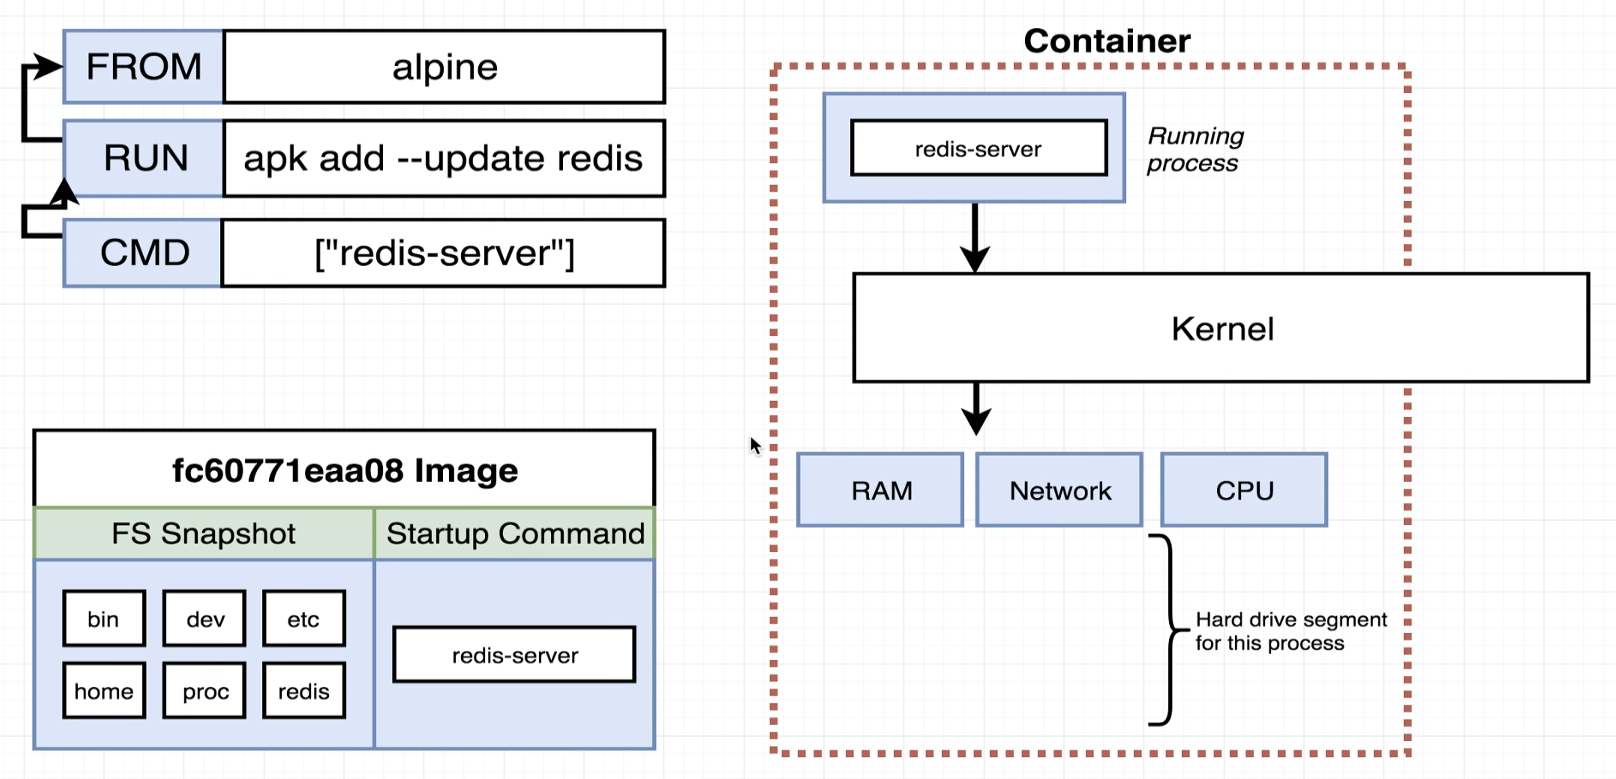 FROM alpine
RUN apk add --update redis
CMD ["redis-server"]
fc60771eaa08 Image
FS Snapshot Startup Command
bin dev etc
home proc redis
redis-server
Container
redis-server
Running
process
Kernel
RAM Network CPU
Hard drive segment
for this process